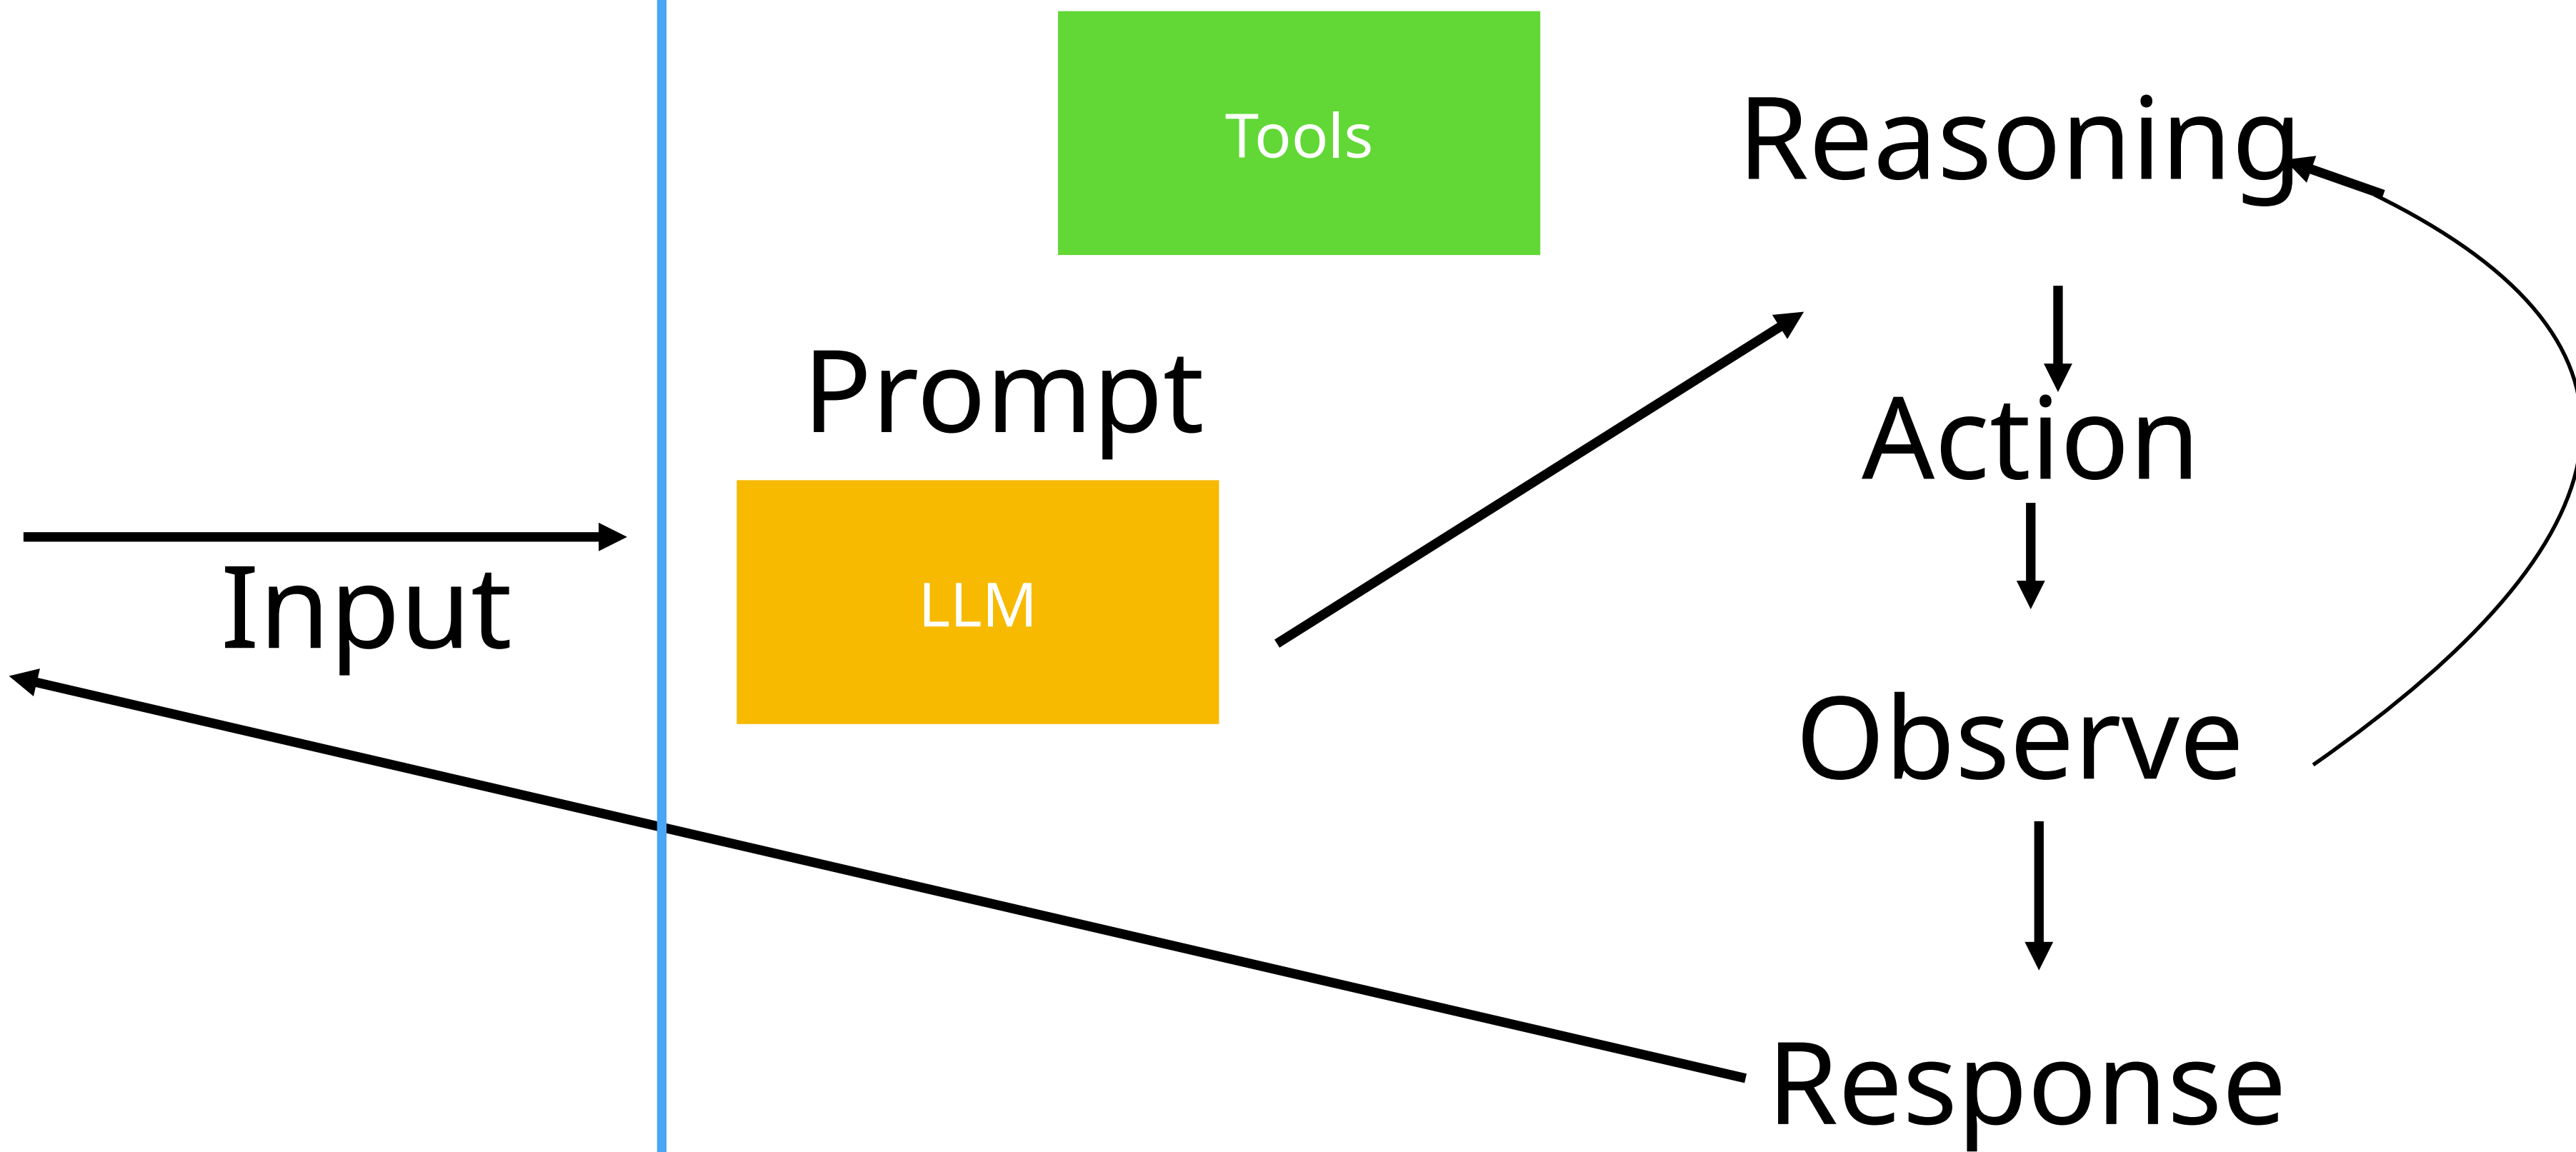 Tools
Reasoning
Prompt
Action
LLM
Input
Observe
Response